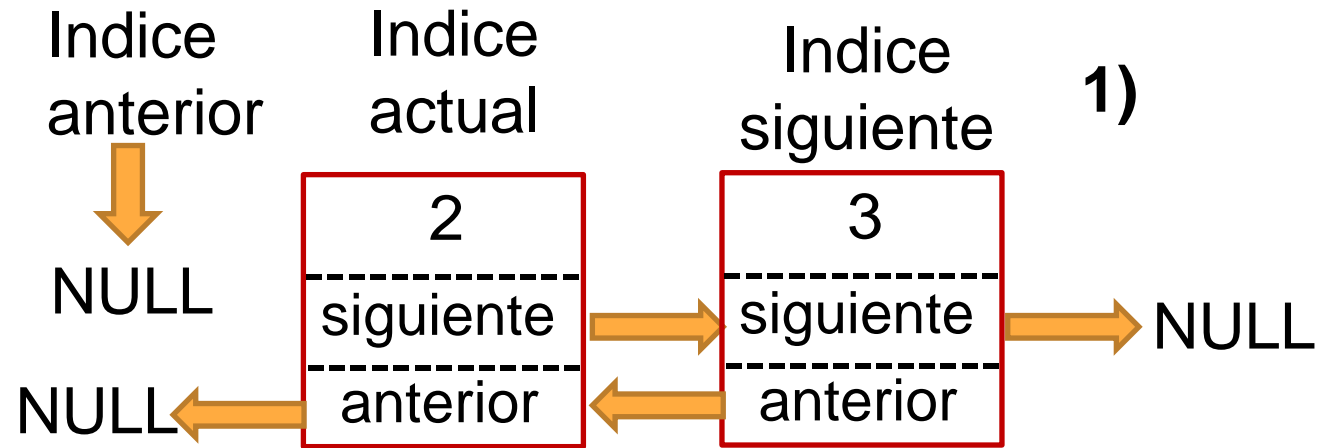 Indice
anterior
Indice
actual
Indice
siguiente
1)
NULL
2
3
siguiente
siguiente
NULL
NULL
anterior
anterior